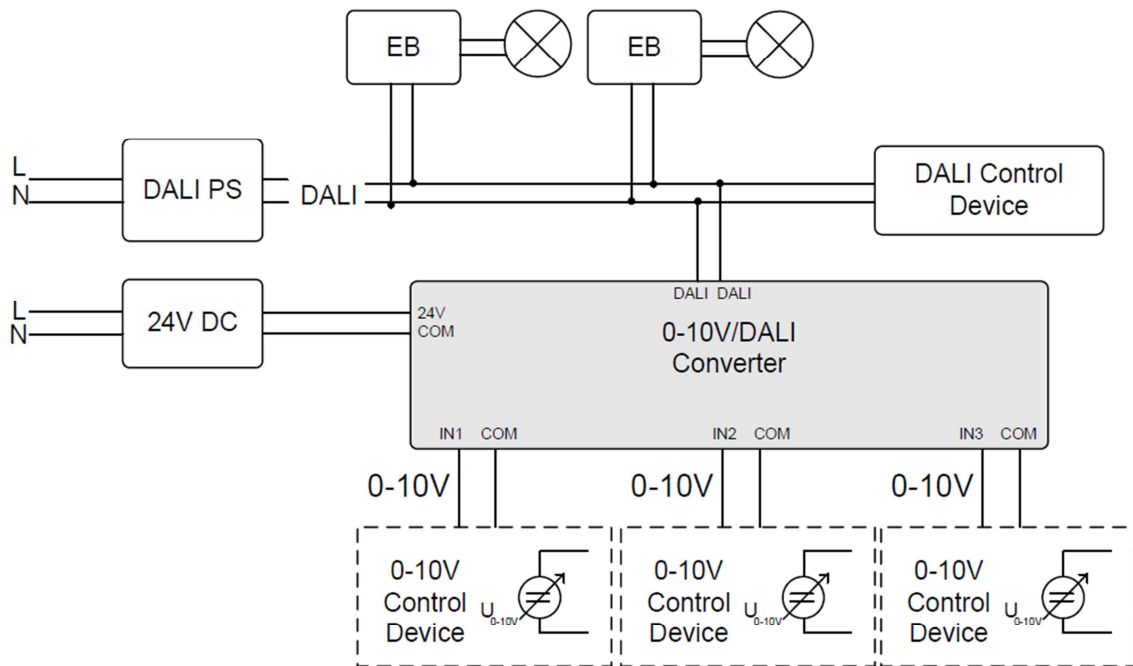 EB
EB
L
N
DALI PS
DALI
DALI Control
Device
L
N
24V DC
24V
COM
DALI DALI
0-10V/DALI
Converter
IN1 COM
IN2 COM
IN3 COM
0-10V
0-10V
0-10V
0-10V
Control
Device
U0-10V
0-10V
Control
Device
U0-10V
0-10V
Control
Device
U0-10V